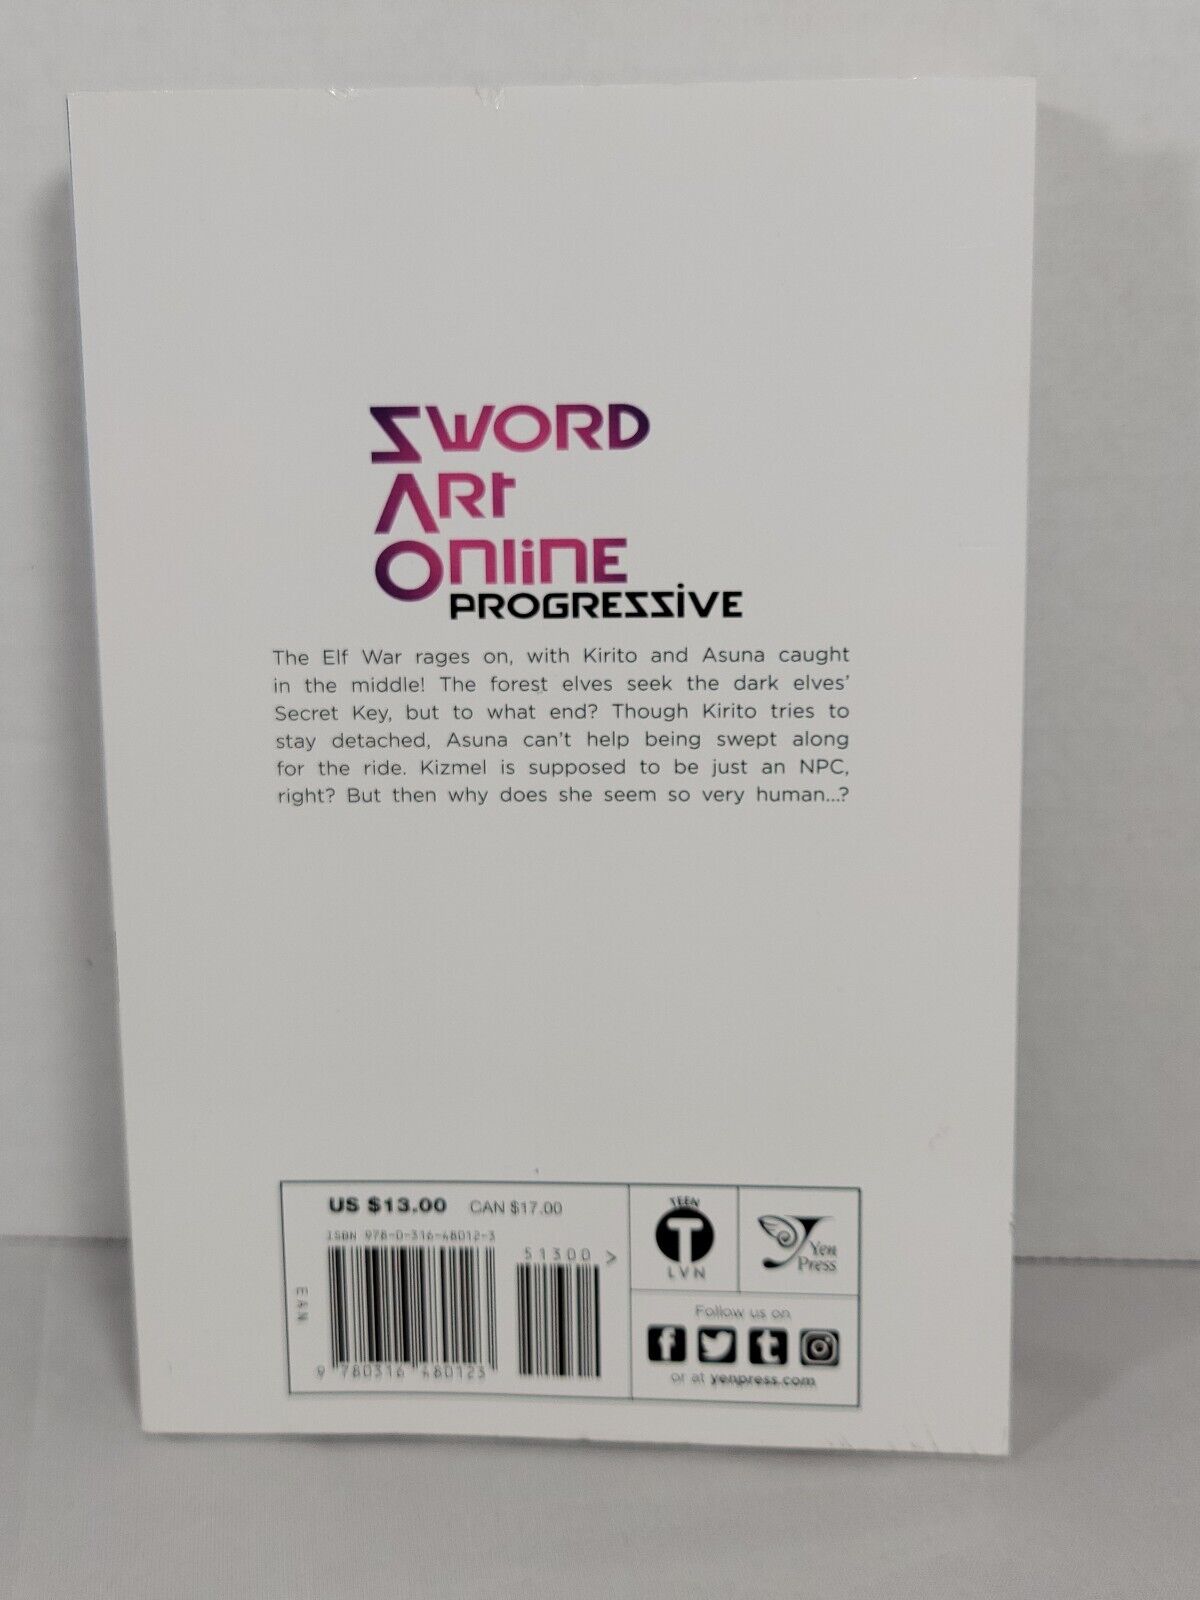 SWORD
ART
ONLINE
PROGRESSIVE
The Elf War rages on, with Kirito and Asuna caught
in the middle! The forest elves seek the dark elves'
Secret Key, but to what end? Though Kirito tries to
stay detached, Asuna can't help being swept along
for the ride. Kizmel is supposed to be just an NPC,
right? But then why does she seem so very human...?
US $13.00 CAN $17.00
ISBN 978-0-316-48012-3
51300 >
EAN
9 780316 480123
TEEN
T
LVN
Yen
Press
Follow us on
or at yenpress.com